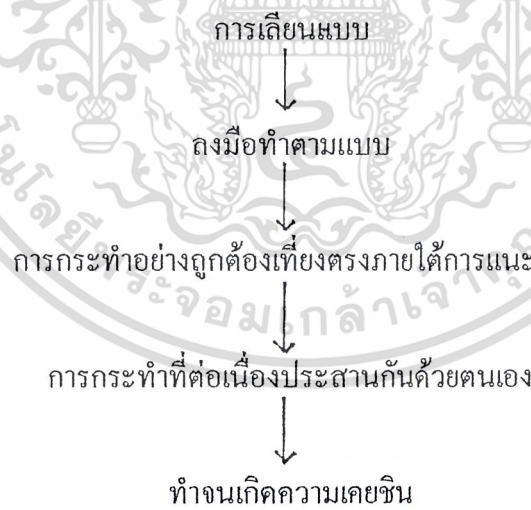 การเลียนแบบ
ลงมือทำตามแบบ
การกระทำอย่างถูกต้องเที่ยงตรงภายใต้การแนะ
การกระทำที่ต่อเนื่องประสานกันด้วยตนเอง
ทำจนเกิดความเคยชิน